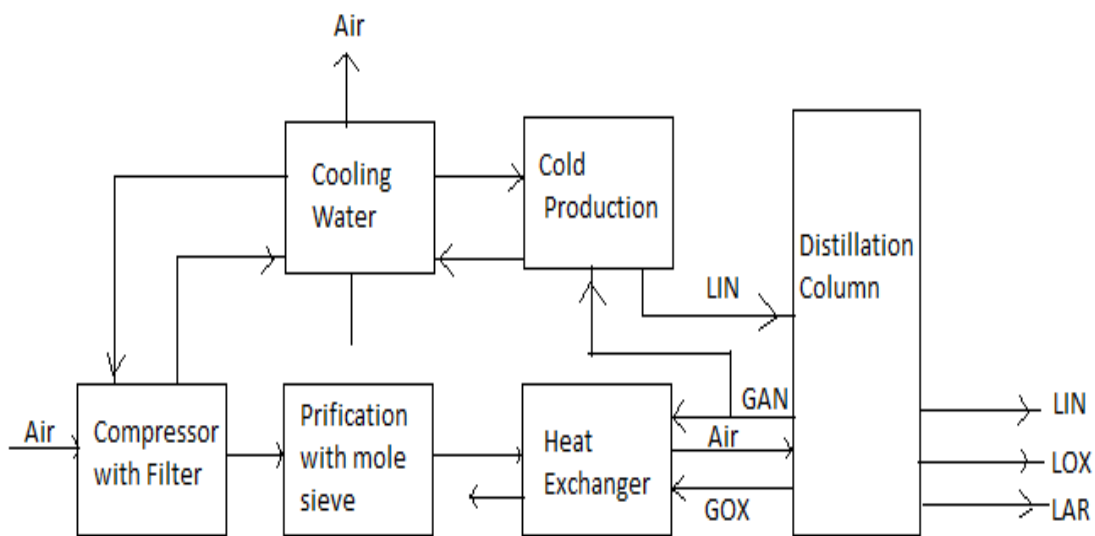 Air
Cooling
Water
Cold
Production
Distillation
Column
LIN
Air
Compressor
with Filter
Prification
with mole
sieve
Heat
Exchanger
GAN
Air
GOX
LIN
LOX
LAR